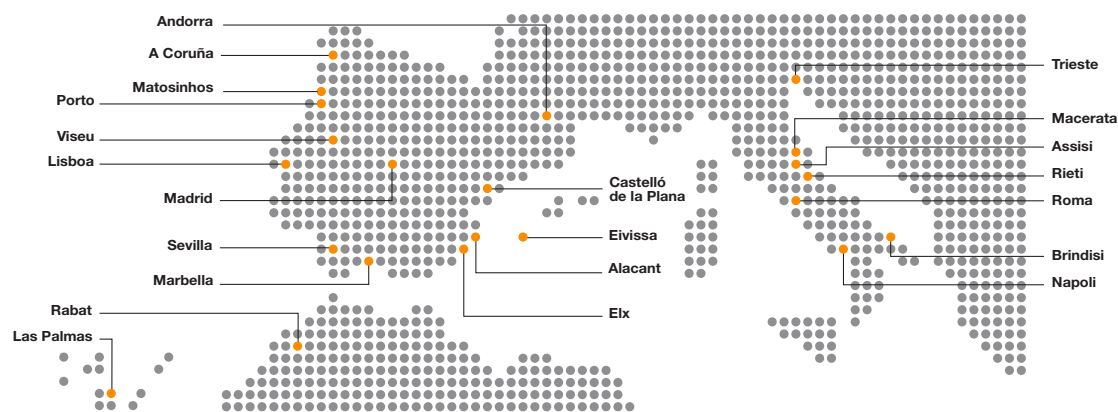 Andorra
A Coruña
Matosinhos
Porto
Viseu
Lisboa
Madrid
Sevilla
Marbella
Rabat
Las Palmas
Castelló
de la Plana
Eivissa
Alacant
Elx
Trieste
Macerata
Assisi
Rieti
Roma
Brindisi
Napoli